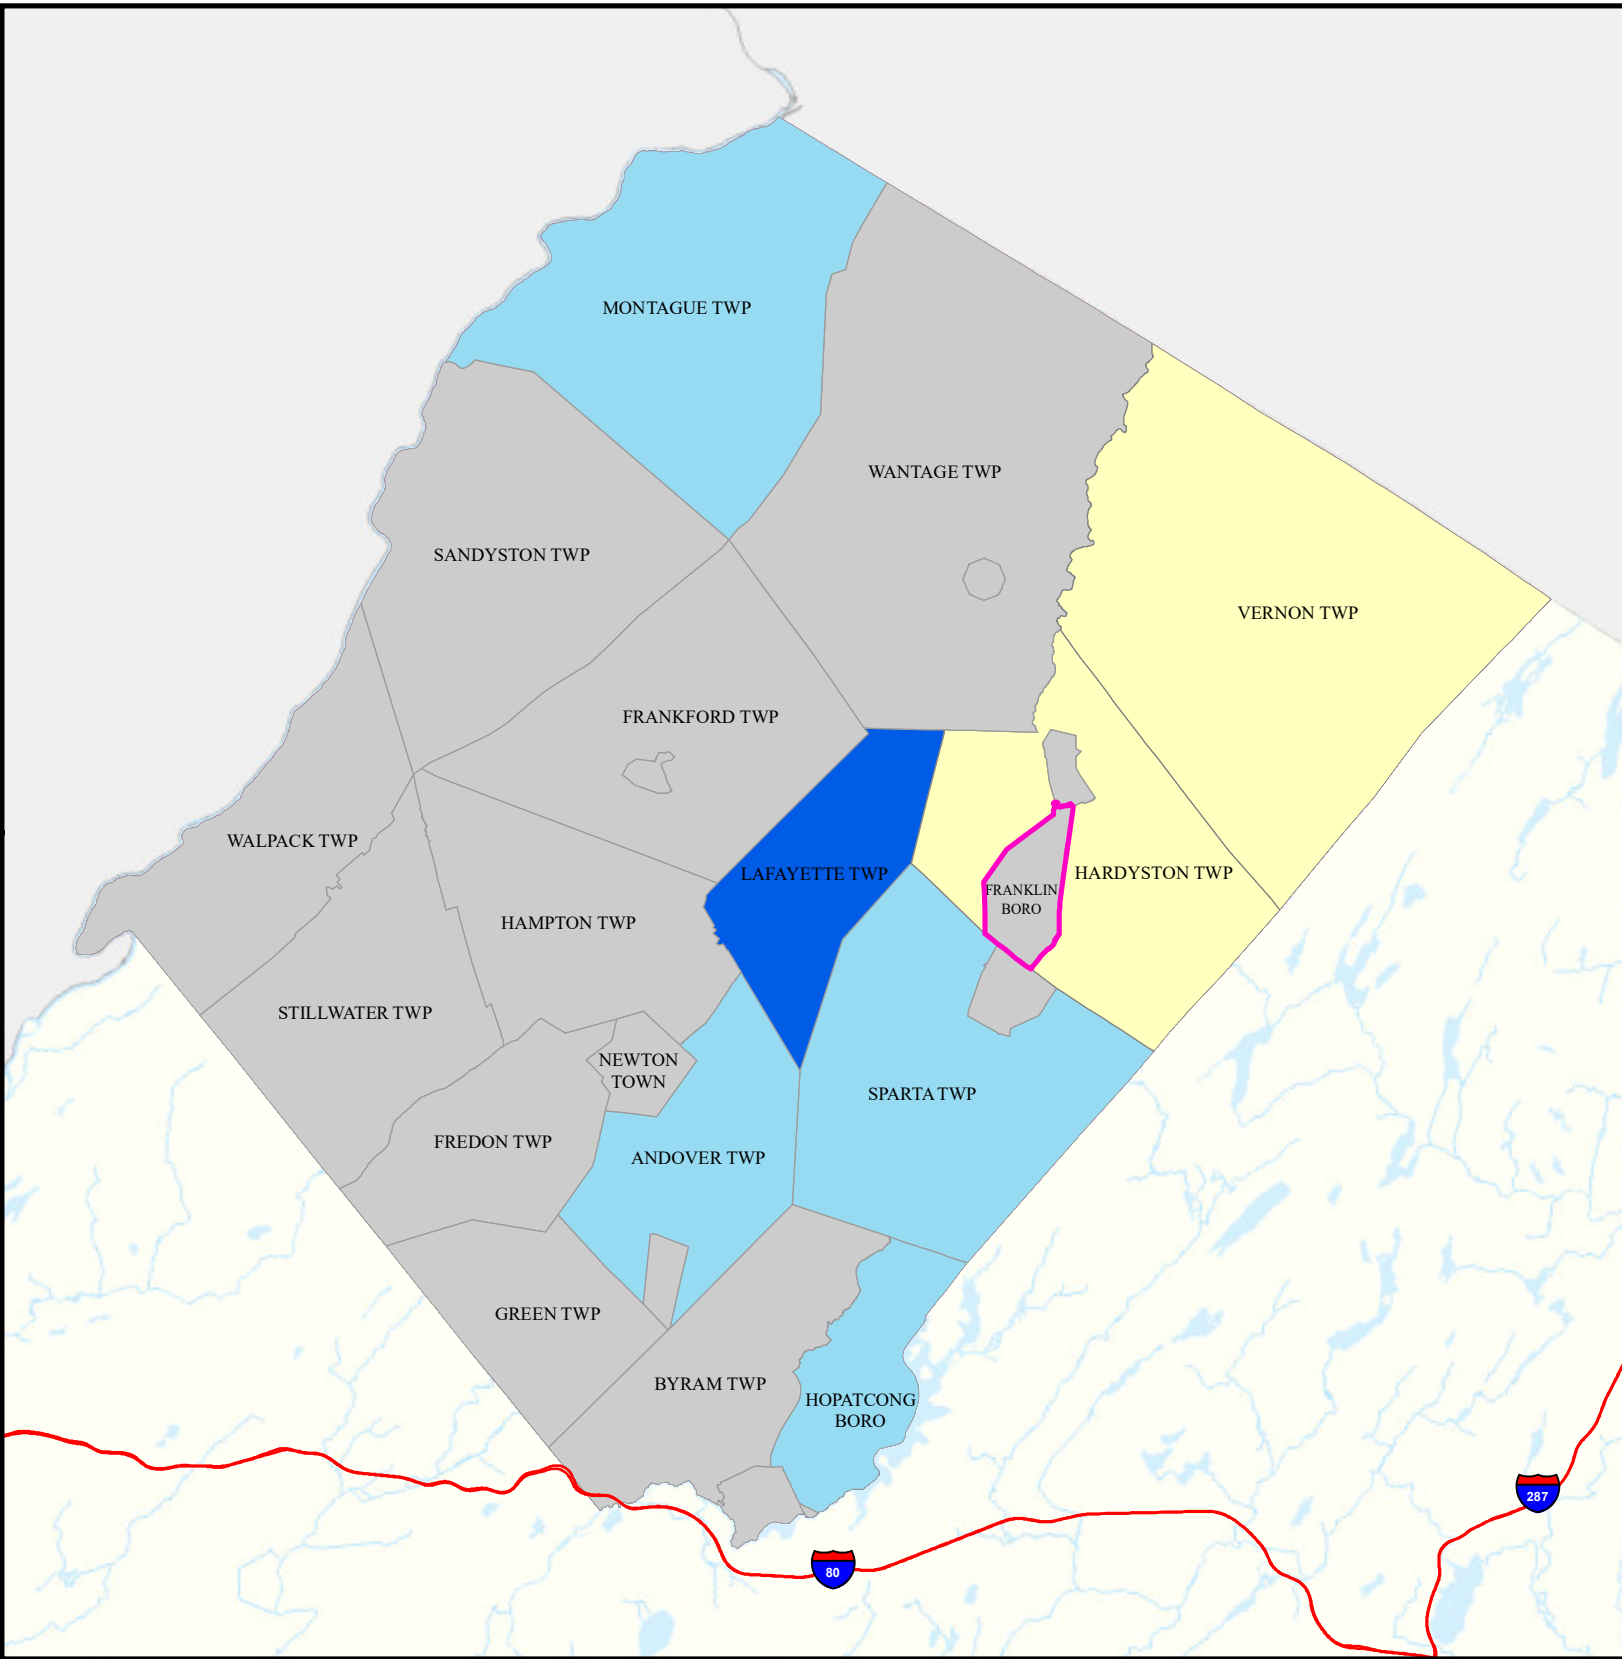 MONTAGUE TWP
WANTAGE TWP
SANDYSTON TWP
VERNON TWP
FRANKFORD TWP
WALPACK TWP
LAFAYETTE TWP
HARDYSTON TWP
FRANKLIN
BORO
HAMPTON TWP
STILLWATER TWP
NEWTON
TOWN
SPARTA TWP
FREDON TWP
ANDOVER TWP
GREEN TWP
BYRAM TWP
HOPATCONG
BORO
287
80